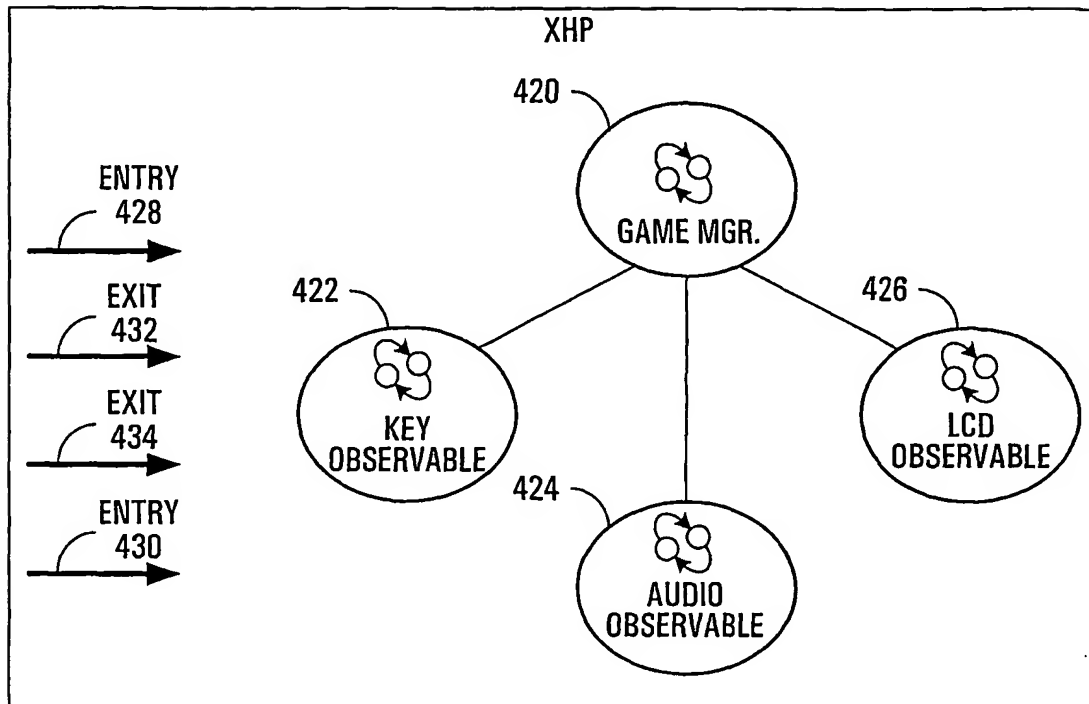 XHP
420
GAME MGR.
ENTRY
428
EXIT
432
EXIT
434
ENTRY
430
422
KEY
OBSERVABLE
426
LCD
OBSERVABLE
424
AUDIO
OBSERVABLE